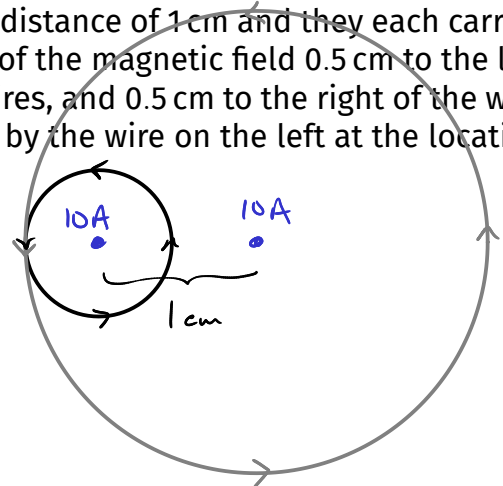 distance of 1 cm and they each carr
of the magnetic field 0.5 cm to the l
res, and 0.5 cm to the right of the w
by the wire on the left at the locati
10A
10A
1 cm